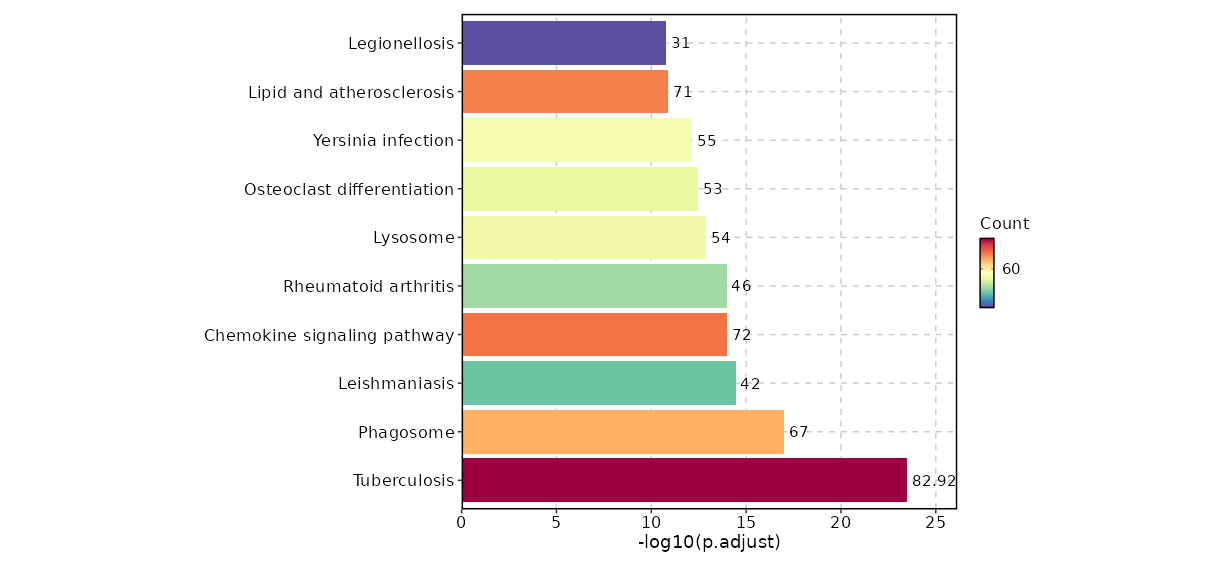 Legionellosis 31
Lipid and atherosclerosis 71
Yersinia infection 55
Osteoclast differentiation 53
Lysosome 54
Rheumatoid arthritis 46
Chemokine signaling pathway 72
Leishmaniasis 42
Phagosome 67
Tuberculosis 82.92
0 5 10 15 20 25
-log10(p.adjust)
Count
60